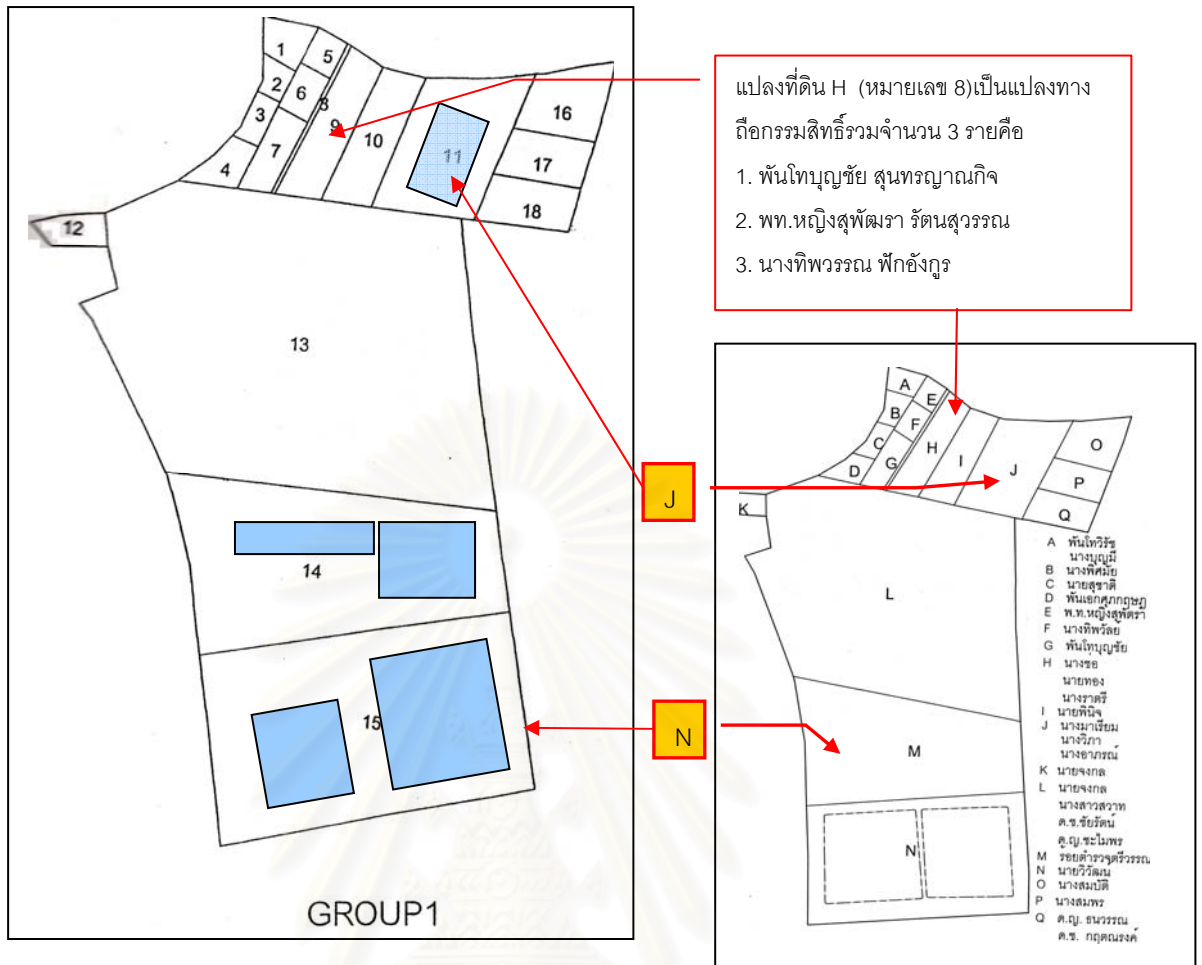 1
5
2
6
3
8
9
10
7
4
11
16
17
18
12
13
14
15
GROUP1
แปลงที่ดิน H (หมายเลข 8)เป็นแปลงทาง
ถือกรรมสิทธิ์รวมจำนวน 3 รายคือ
1. พันโทบุญชัย สุนทรญาณกิจ
2. พท.หญิงสุพัฒรา รัตนสุวรรณ
3. นางทิพวรรณ ฟักอังกูร
J
N
A
E
B
F
C
H
G
I
D
J
O
P
Q
K
L
M
N
A พันโทวิรัช
นางบุญมี
B นางพิศมัย
C นายสุชาติ
D พันเอกศุภกฤษฎ
E พ.ท.หญิงสุพัตรา
F นางทิพวัลย์
G พันโทบุญชัย
H นางชอ
นายทอง
นางราตรี
I นายพินิจ
J นางมาเรียม
นางวิภา
นางอาภรณ์
K นายจงกล
L นายจงกล
นางสาวสวาท
ด.ช.ชัยรัตน์
ด.ญ.ชะไมพร
M ร้อยตำรวจตรีวรรณ
N นายวิวัฒน์
O นางสมบัติ
P นางสมพร
Q ด.ญ. ธนวรรณ
ด.ช. กฤตณรงค์